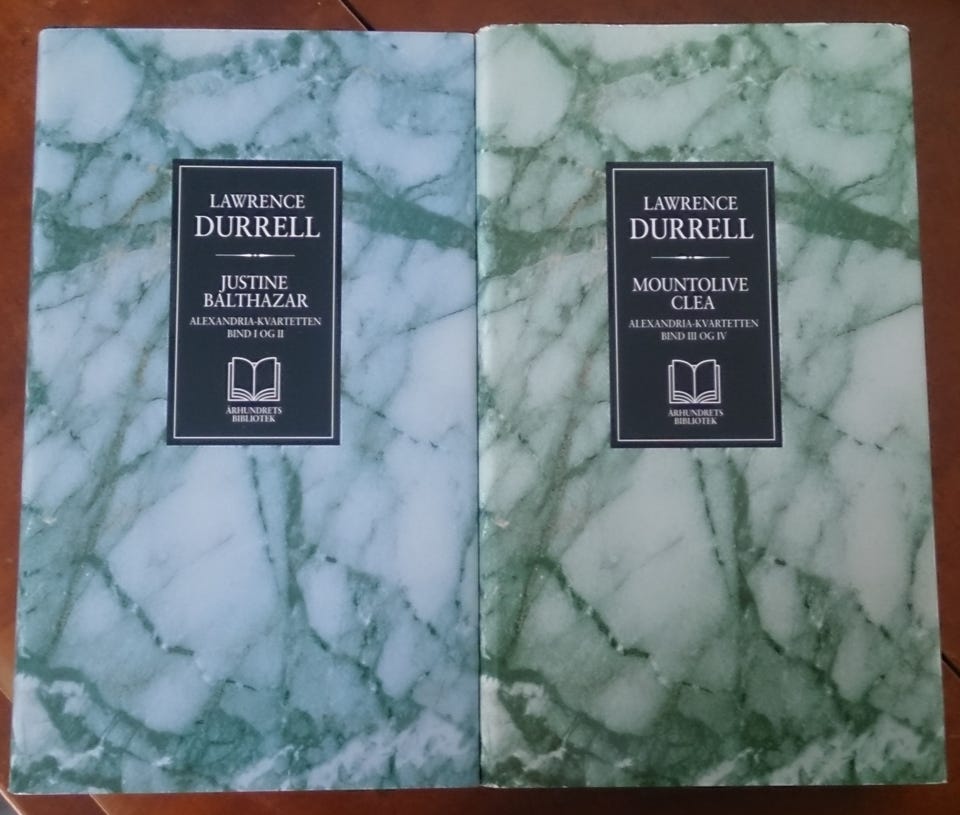 LAWRENCE
DURRELL
JUSTINE
BALTHAZAR
ALEXANDRIA-KVARTETTEN
BIND I OG II
ÅRHUNDRETS
BIBLIOTEK
LAWRENCE
DURRELL
MOUNTOLIVE
CLEA
ALEXANDRIA-KVARTETTEN
BIND III OG IV
ÅRHUNDRETS
BIBLIOTEK